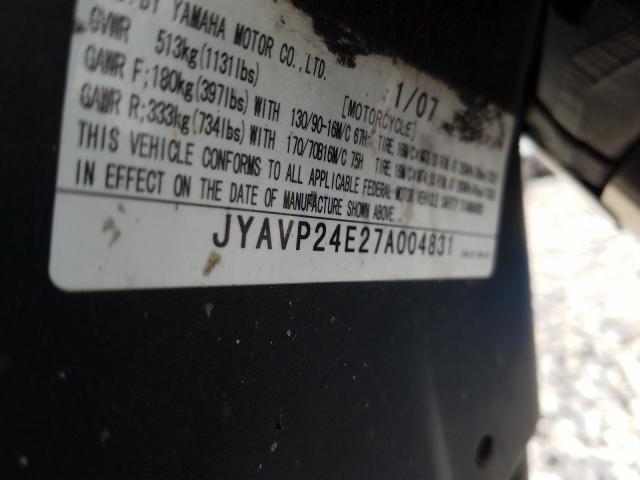 BY YAMAHA MOTOR CO.,LTD.
1/07
GVWR 513kg(1131lbs) [MOTORCYCLE]
GAWR F;180kg(397lbs) WITH 130/90-16M/C 67H TIRE
GAWR R;333kg(734lbs) WITH 170/70B16M/C 75H TIRE
THIS VEHICLE CONFORMS TO ALL APPLICABLE FEDERAL MOTOR VEHICLE SAFETY STANDARDS
IN EFFECT ON THE DATE OF MANUFACTURE SHOWN ABOVE.
JYAVP24E27A004831